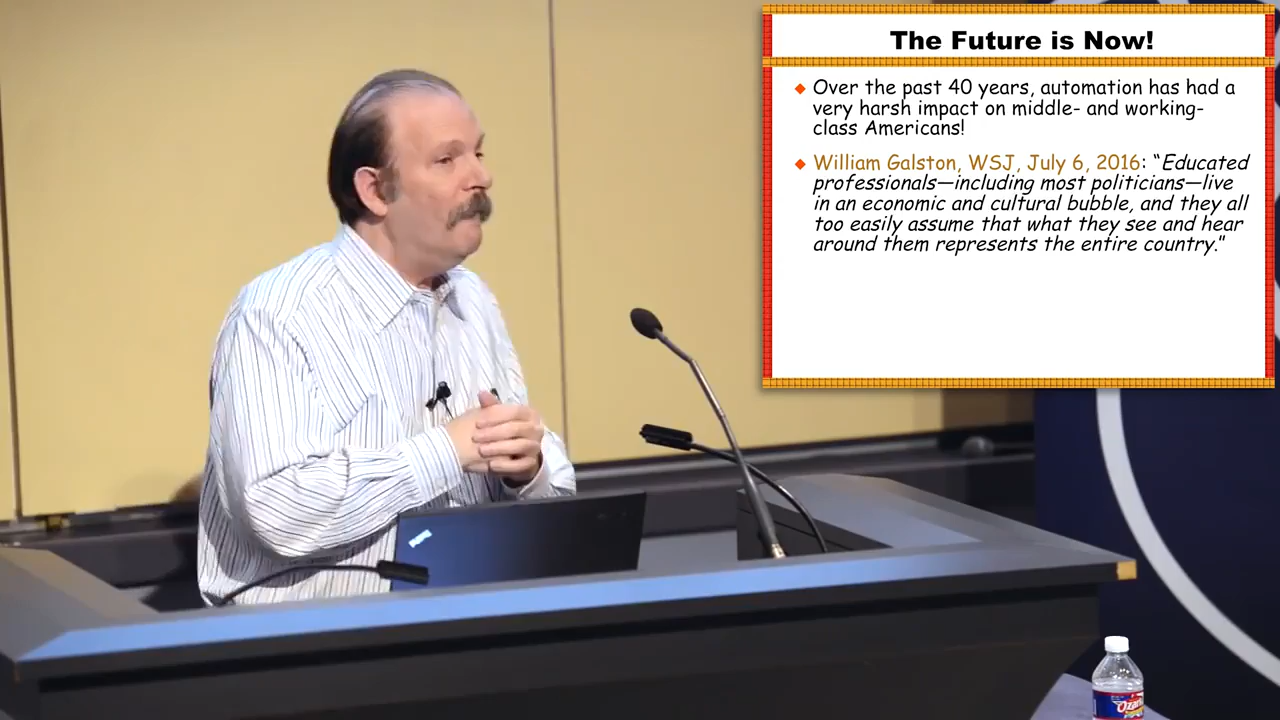 The Future is Now!
Over the past 40 years, automation has had a
very harsh impact on middle- and working-
class Americans!
William Galston, WSJ, July 6, 2016: “Educated
professionals—including most politicians—live
in an economic and cultural bubble, and they all
too easily assume that what they see and hear
around them represents the entire country.”